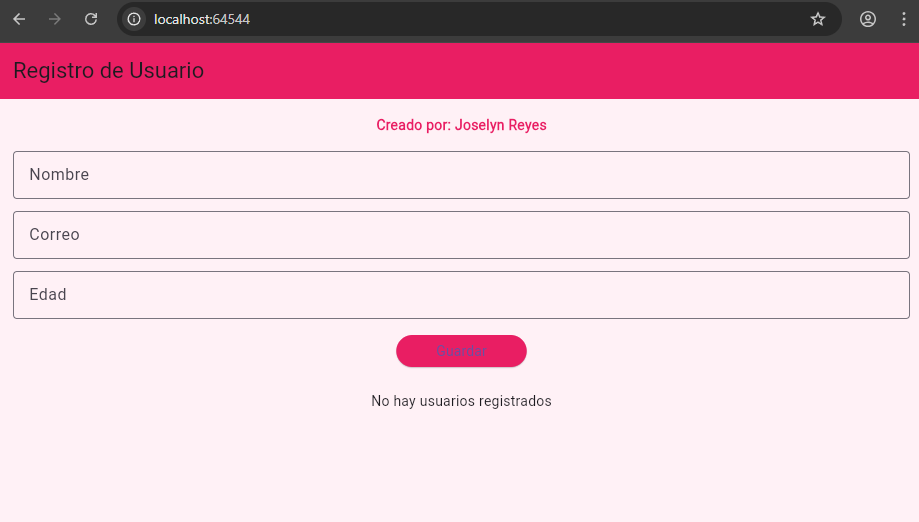 localhost:64544
Registro de Usuario
Creado por: Joselyn Reyes
Nombre
Correo
Edad
Guardar
No hay usuarios registrados